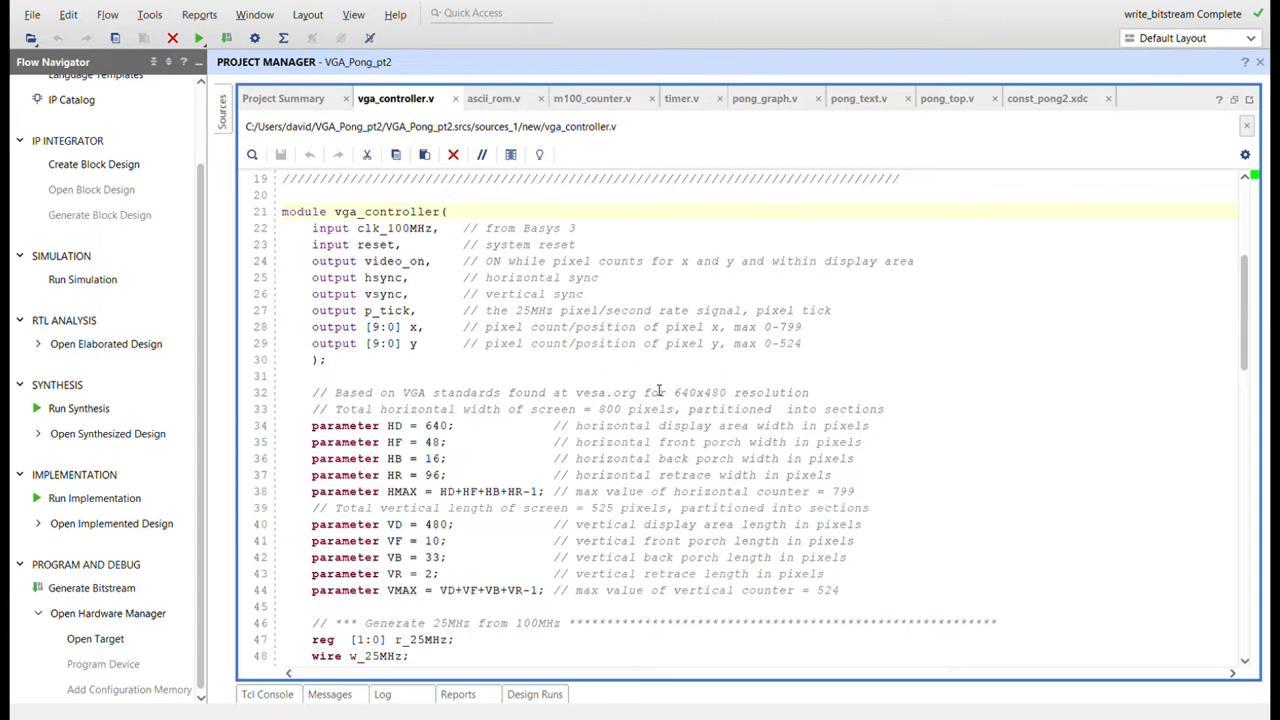 File Edit Flow Tools Reports Window Layout View Help Quick Access write_bitstream Complete
Default Layout
Flow Navigator ? PROJECT MANAGER - VGA_Pong_pt2 ?
Language Templates
IP Catalog
IP INTEGRATOR
Create Block Design
Open Block Design
Generate Block Design
SIMULATION
Run Simulation
RTL ANALYSIS
Open Elaborated Design
SYNTHESIS
Run Synthesis
Open Synthesized Design
IMPLEMENTATION
Run Implementation
Open Implemented Design
PROGRAM AND DEBUG
Generate Bitstream
Open Hardware Manager
Open Target
Program Device
Add Configuration Memory
Sources
Project Summary vga_controller.v ascii_rom.v m100_counter.v timer.v pong_graph.v pong_text.v pong_top.v const_pong2.xdc ?
C:/Users/david/VGA_Pong_pt2/VGA_Pong_pt2.srcs/sources_1/new/vga_controller.v
19 //////////////////////////////////////////////////////////////////////////////////
20
21 module vga_controller(
22 input clk_100MHz, // from Basys 3
23 input reset, // system reset
24 output video_on, // ON while pixel counts for x and y and within display area
25 output hsync, // horizontal sync
26 output vsync, // vertical sync
27 output p_tick, // the 25MHz pixel/second rate signal, pixel tick
28 output [9:0] x, // pixel count/position of pixel x, max 0-799
29 output [9:0] y // pixel count/position of pixel y, max 0-524
30 );
31
32 // Based on VGA standards found at vesa.org for 640x480 resolution
33 // Total horizontal width of screen = 800 pixels, partitioned into sections
34 parameter HD = 640; // horizontal display area width in pixels
35 parameter HF = 48; // horizontal front porch width in pixels
36 parameter HB = 16; // horizontal back porch width in pixels
37 parameter HR = 96; // horizontal retrace width in pixels
38 parameter HMAX = HD+HF+HB+HR-1; // max value of horizontal counter = 799
39 // Total vertical length of screen = 525 pixels, partitioned into sections
40 parameter VD = 480; // vertical display area length in pixels
41 parameter VF = 10; // vertical front porch length in pixels
42 parameter VB = 33; // vertical back porch length in pixels
43 parameter VR = 2; // vertical retrace length in pixels
44 parameter VMAX = VD+VF+VB+VR-1; // max value of vertical counter = 524
45
46 // *** Generate 25MHz from 100MHz *********************************************************
47 reg [1:0] r_25MHz;
48 wire w_25MHz;
Tcl Console Messages Log Reports Design Runs